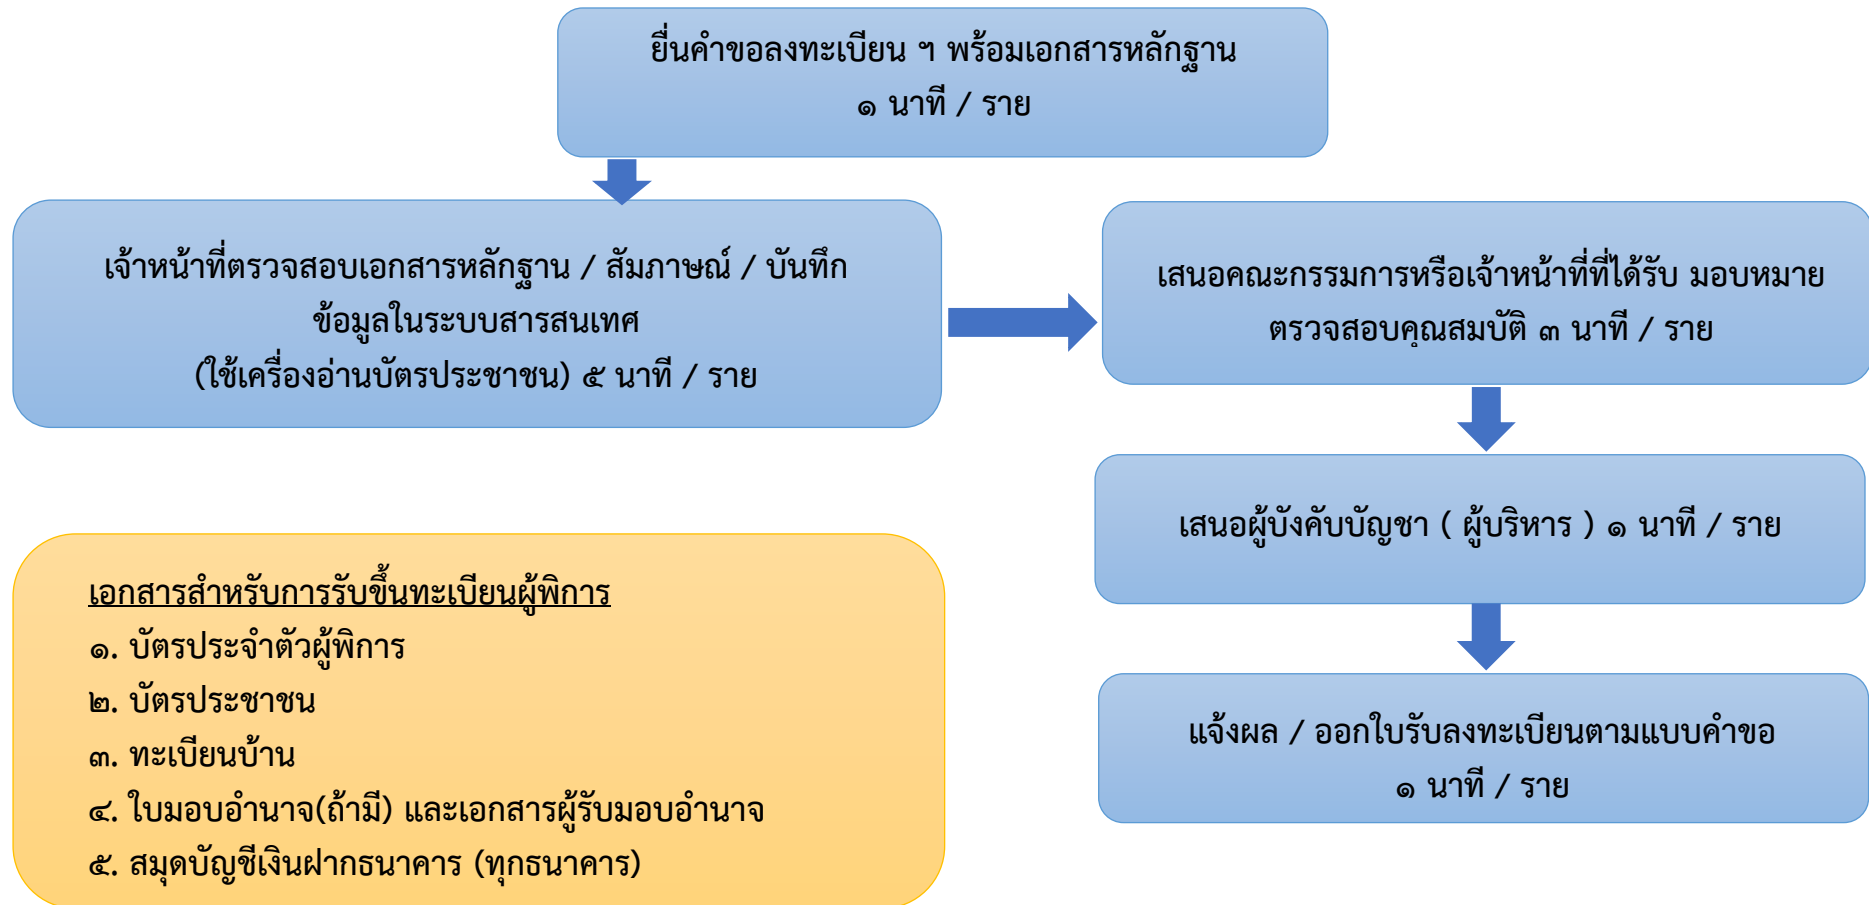 ยื่นคำขอลงทะเบียน ฯ พร้อมเอกสารหลักฐาน
๑ นาที / ราย
เจ้าหน้าที่ตรวจสอบเอกสารหลักฐาน / สัมภาษณ์ / บันทึก
ข้อมูลในระบบสารสนเทศ
(ใช้เครื่องอ่านบัตรประชาชน) ๕ นาที / ราย
เสนอคณะกรรมการหรือเจ้าหน้าที่ที่ได้รับ มอบหมาย
ตรวจสอบคุณสมบัติ ๓ นาที / ราย
เสนอผู้บังคับบัญชา ( ผู้บริหาร ) ๑ นาที / ราย
แจ้งผล / ออกใบรับลงทะเบียนตามแบบคำขอ
๑ นาที / ราย
เอกสารสำหรับการรับขึ้นทะเบียนผู้พิการ
๑. บัตรประจำตัวผู้พิการ
๒. บัตรประชาชน
๓. ทะเบียนบ้าน
๔. ใบมอบอำนาจ(ถ้ามี) และเอกสารผู้รับมอบอำนาจ
๕. สมุดบัญชีเงินฝากธนาคาร (ทุกธนาคาร)